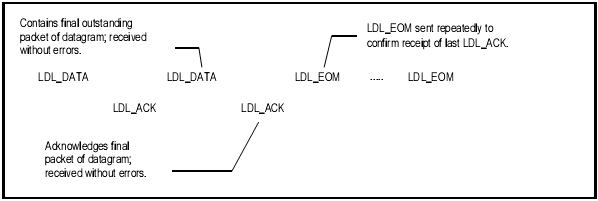 Contains final outstanding
packet of datagram; received
without errors.
LDL_EOM sent repeatedly to
confirm receipt of last LDL_ACK.
LDL_DATA LDL_DATA LDL_EOM ..... LDL_EOM
LDL_ACK LDL_ACK
Acknowledges final
packet of datagram;
received without errors.